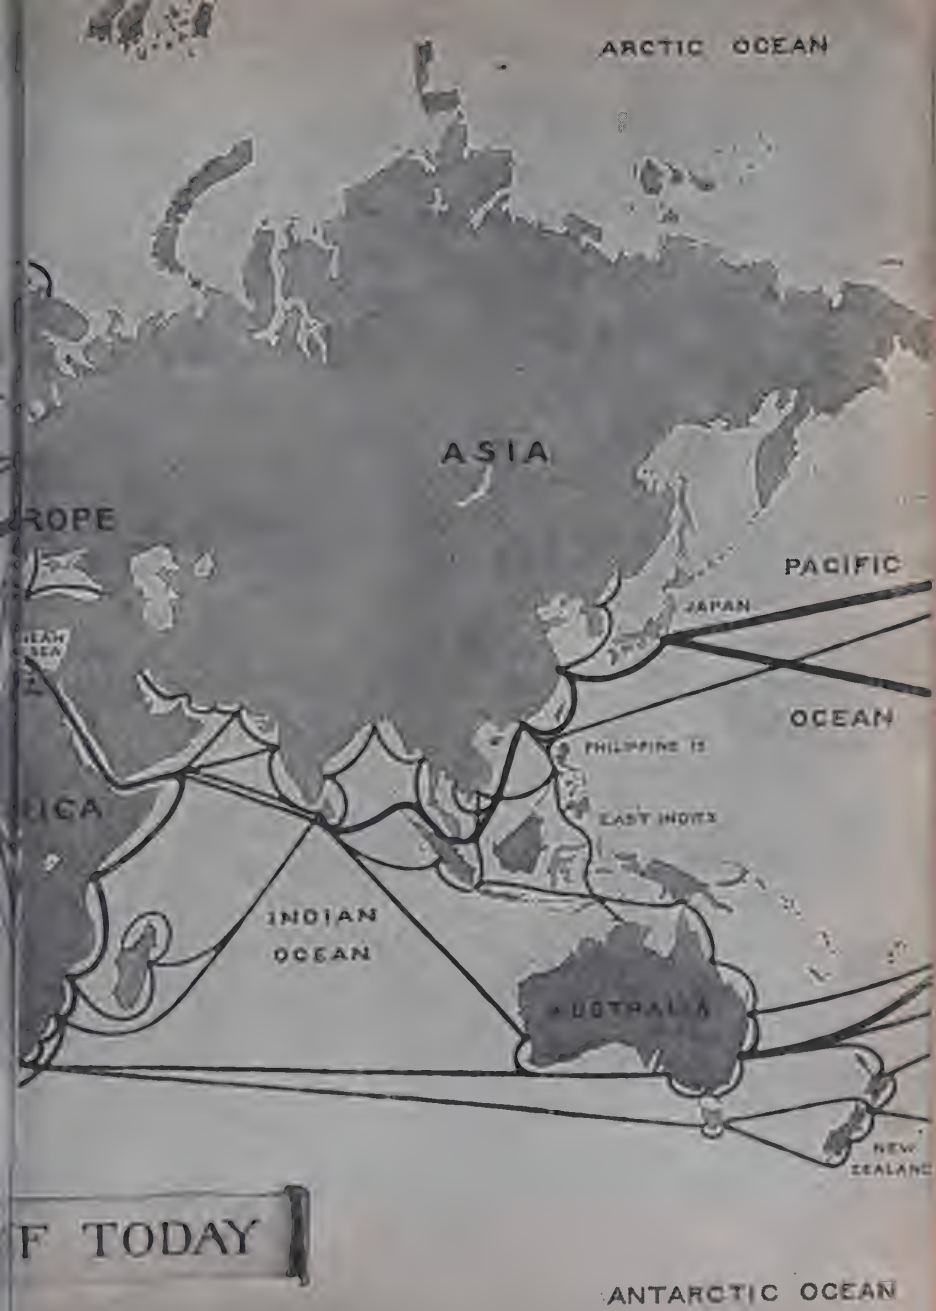 ARCTIC OCEAN
ASIA
ROPE
PACIFIC
JAPAN
SEA
OCEAN
PHILIPPINE IS
ICA
EAST INDIES
INDIAN
OCEAN
AUSTRALIA
NEW
ZEALAND
F TODAY
ANTARCTIC OCEAN